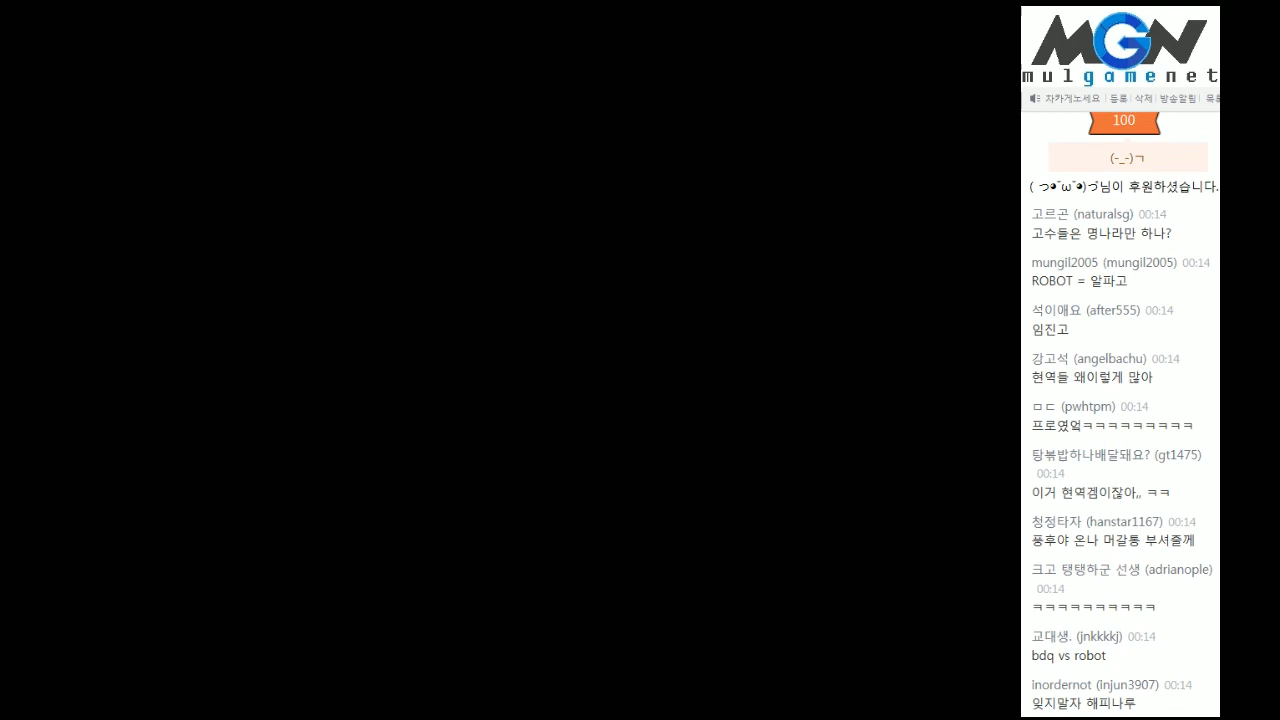 MGN
mulgamenet
차카게노세요 | 등록 | 삭제 | 방송알림 |
100
(-_-)ㄱ
( つ◕ˇω˘◕)づ님이 후원하셨습니다.
고르곤 (naturalsg) 00:14
고수들은 명나라만 하나?
mungil2005 (mungil2005) 00:14
ROBOT = 알파고
석이애요 (after555) 00:14
임진고
강고석 (angelbachu) 00:14
현역들 왜이렇게 많아
ㅁㄷ (pwhtpm) 00:14
프로였엌ㅋㅋㅋㅋㅋㅋㅋㅋㅋ
탕볶밥하나배달돼요? (gt1475)
00:14
이거 현역겜이잖아,, ㅋㅋ
청정타자 (hanstar1167) 00:14
풍후야 온나 머갈통 부셔줄께
크고 탱탱하군 선생 (adrianople)
00:14
ㅋㅋㅋㅋㅋㅋㅋㅋㅋㅋ
교대생. (jnkkkkj) 00:14
bdq vs robot
inordernot (injun3907) 00:14
잊지말자 해피나루